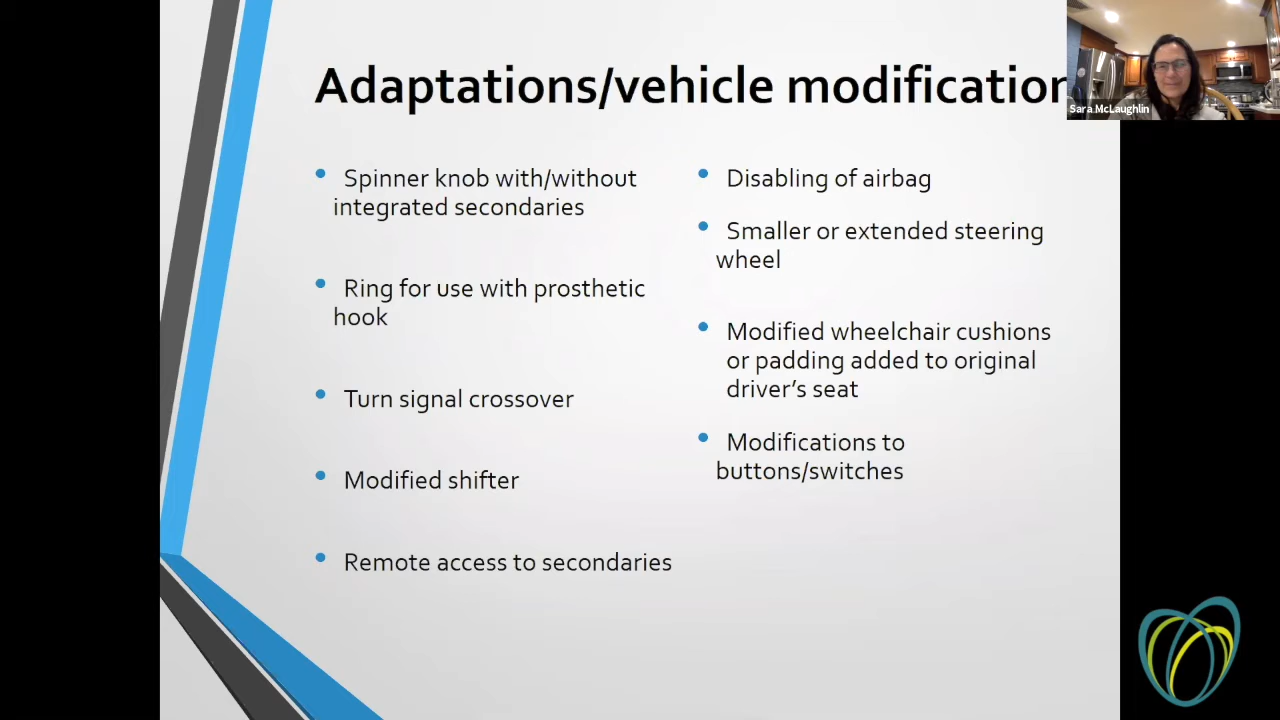 Adaptations/vehicle modification
Sara McLaughlin
• Spinner knob with/without
integrated secondaries
• Ring for use with prosthetic
hook
• Turn signal crossover
• Modified shifter
• Remote access to secondaries
• Disabling of airbag
• Smaller or extended steering
wheel
• Modified wheelchair cushions
or padding added to original
driver's seat
• Modifications to
buttons/switches